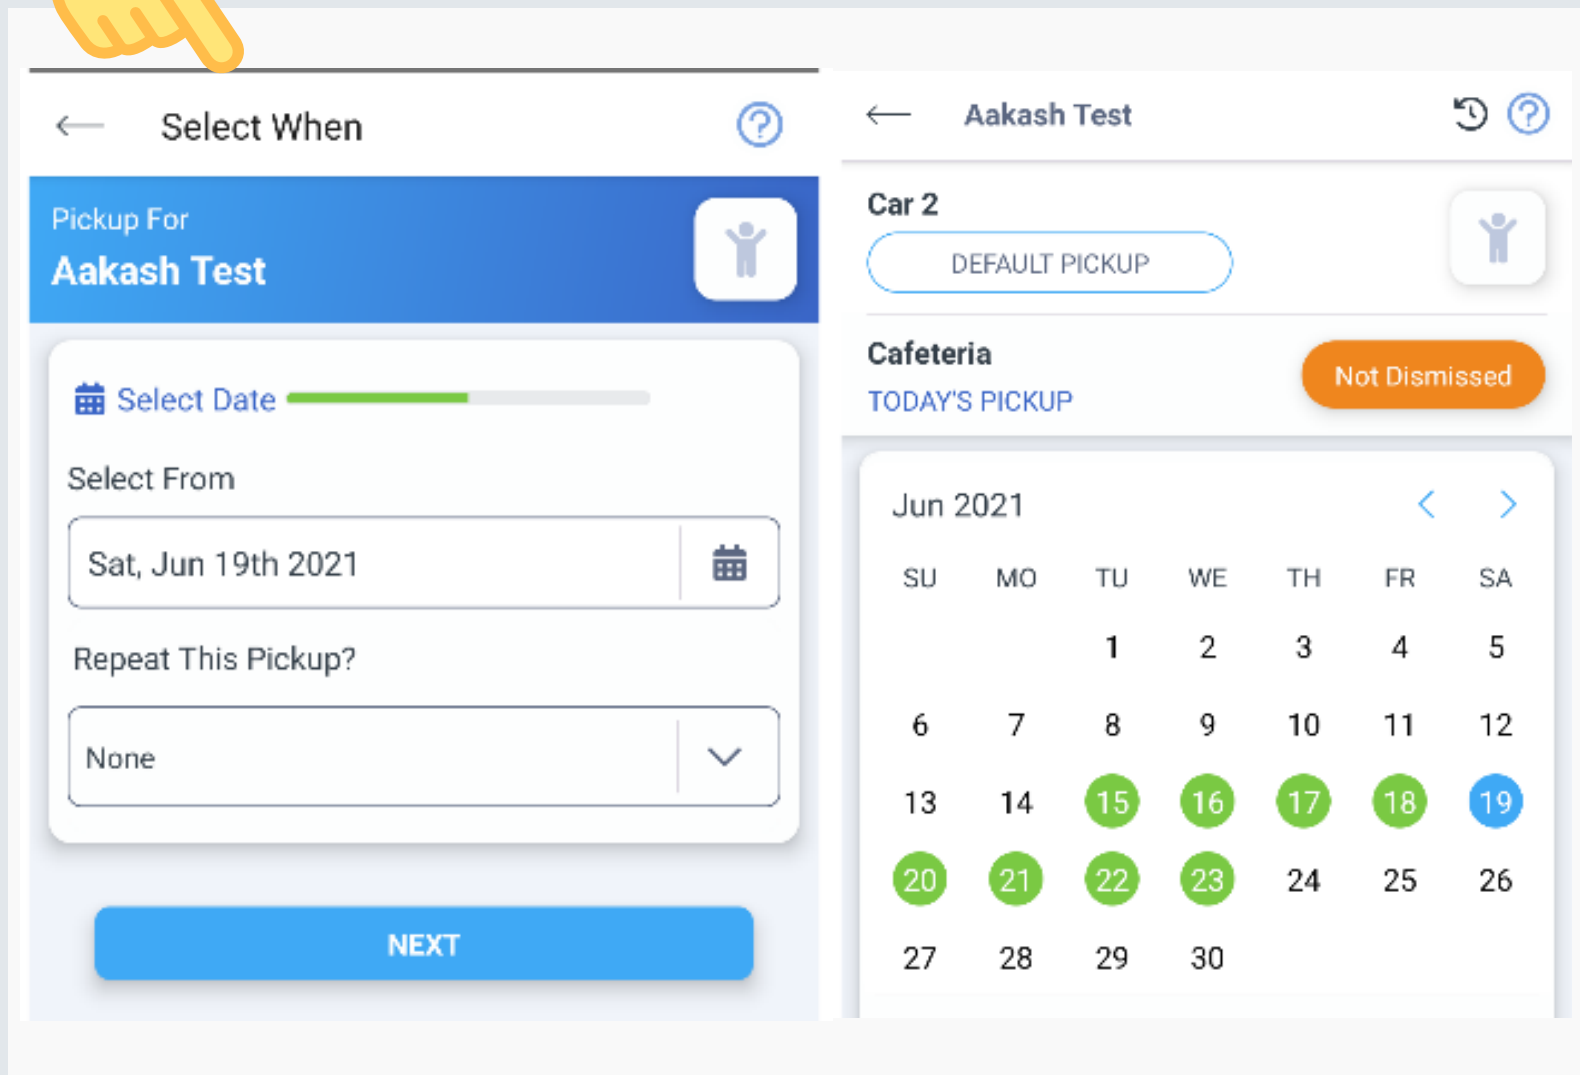 Select When
Pickup For
Aakash Test
Select Date
Select From
Sat, Jun 19th 2021
Repeat This Pickup?
None
NEXT
Aakash Test
Car 2
DEFAULT PICKUP
Cafeteria
TODAY'S PICKUP
Not Dismissed
Jun 2021
SU MO TU WE TH FR SA
1 2 3 4 5
6 7 8 9 10 11 12
13 14 15 16 17 18 19
20 21 22 23 24 25 26
27 28 29 30